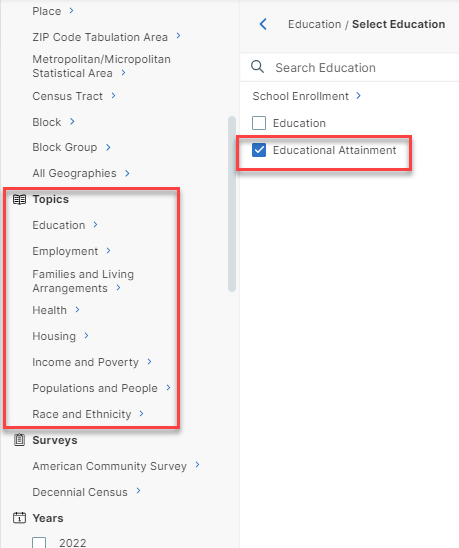 Place
ZIP Code Tabulation Area
Metropolitan/Micropolitan
Statistical Area
Census Tract
Block
Block Group
All Geographies
Topics
Education
Employment
Families and Living
Arrangements
Health
Housing
Income and Poverty
Populations and People
Race and Ethnicity
Surveys
American Community Survey
Decennial Census
Years
2022
Education / Select Education
Search Education
School Enrollment
Education
Educational Attainment